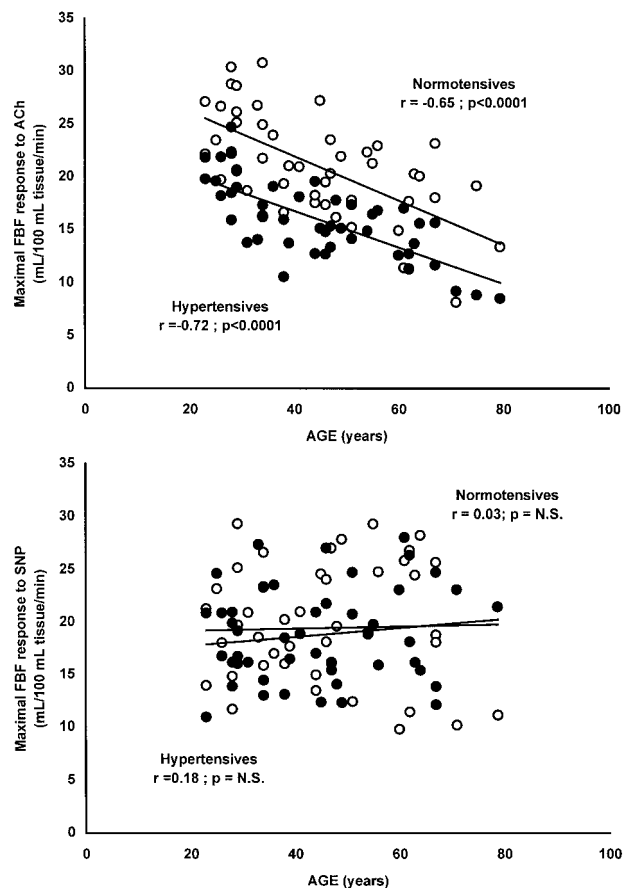 35
30
25
20
15
10
5
0
Maximal FBF response to ACh
(mL/100 mL tissue/min)
Normotensives
r = -0.65 ; p<0.0001
Hypertensives
r =-0.72 ; p<0.0001
0 20 40 60 80 100
AGE (years)
35
30
25
20
15
10
5
0
Maximal FBF response to SNP
(mL/100 mL tissue/min)
Normotensives
r = 0.03; p = N.S.
Hypertensives
r =0.18 ; p = N.S.
0 20 40 60 80 100
AGE (years)